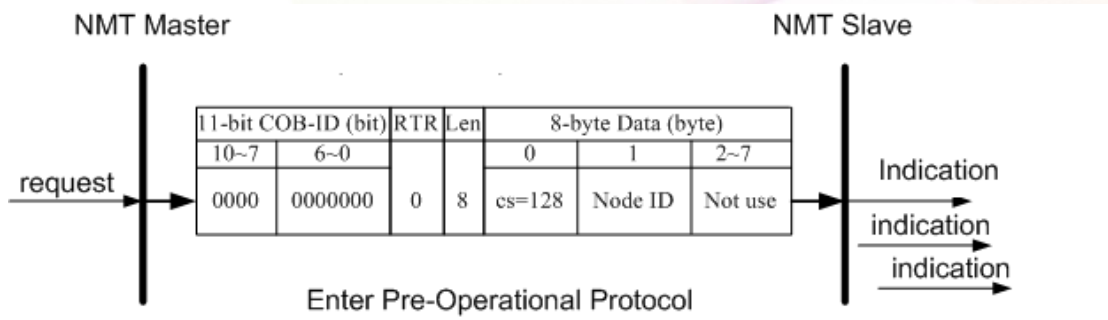 NMT Master NMT Slave
11-bit COB-ID (bit) RTR Len 8-byte Data (byte)
10~7 6~0 0 1 2~7
request 0000 0000000 0 8 cs=128 Node ID Not use Indication
indication
indication
Enter Pre-Operational Protocol